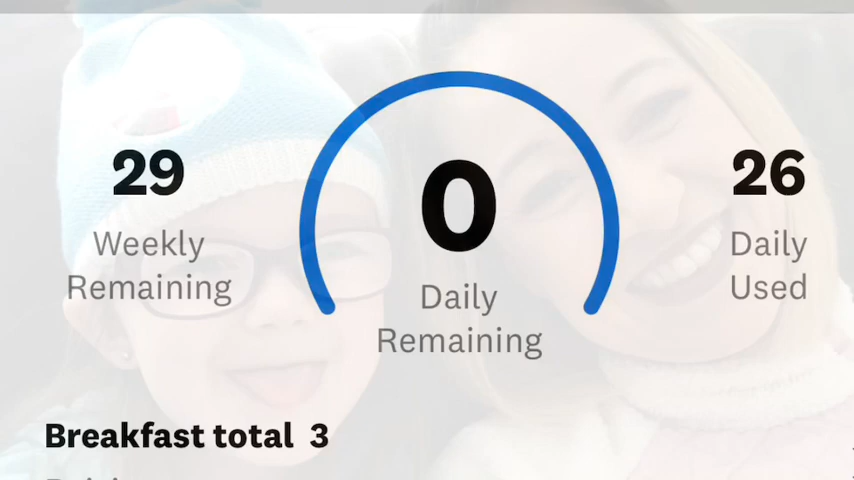 29
Weekly
Remaining
0
Daily
Remaining
26
Daily
Used
Breakfast total 3